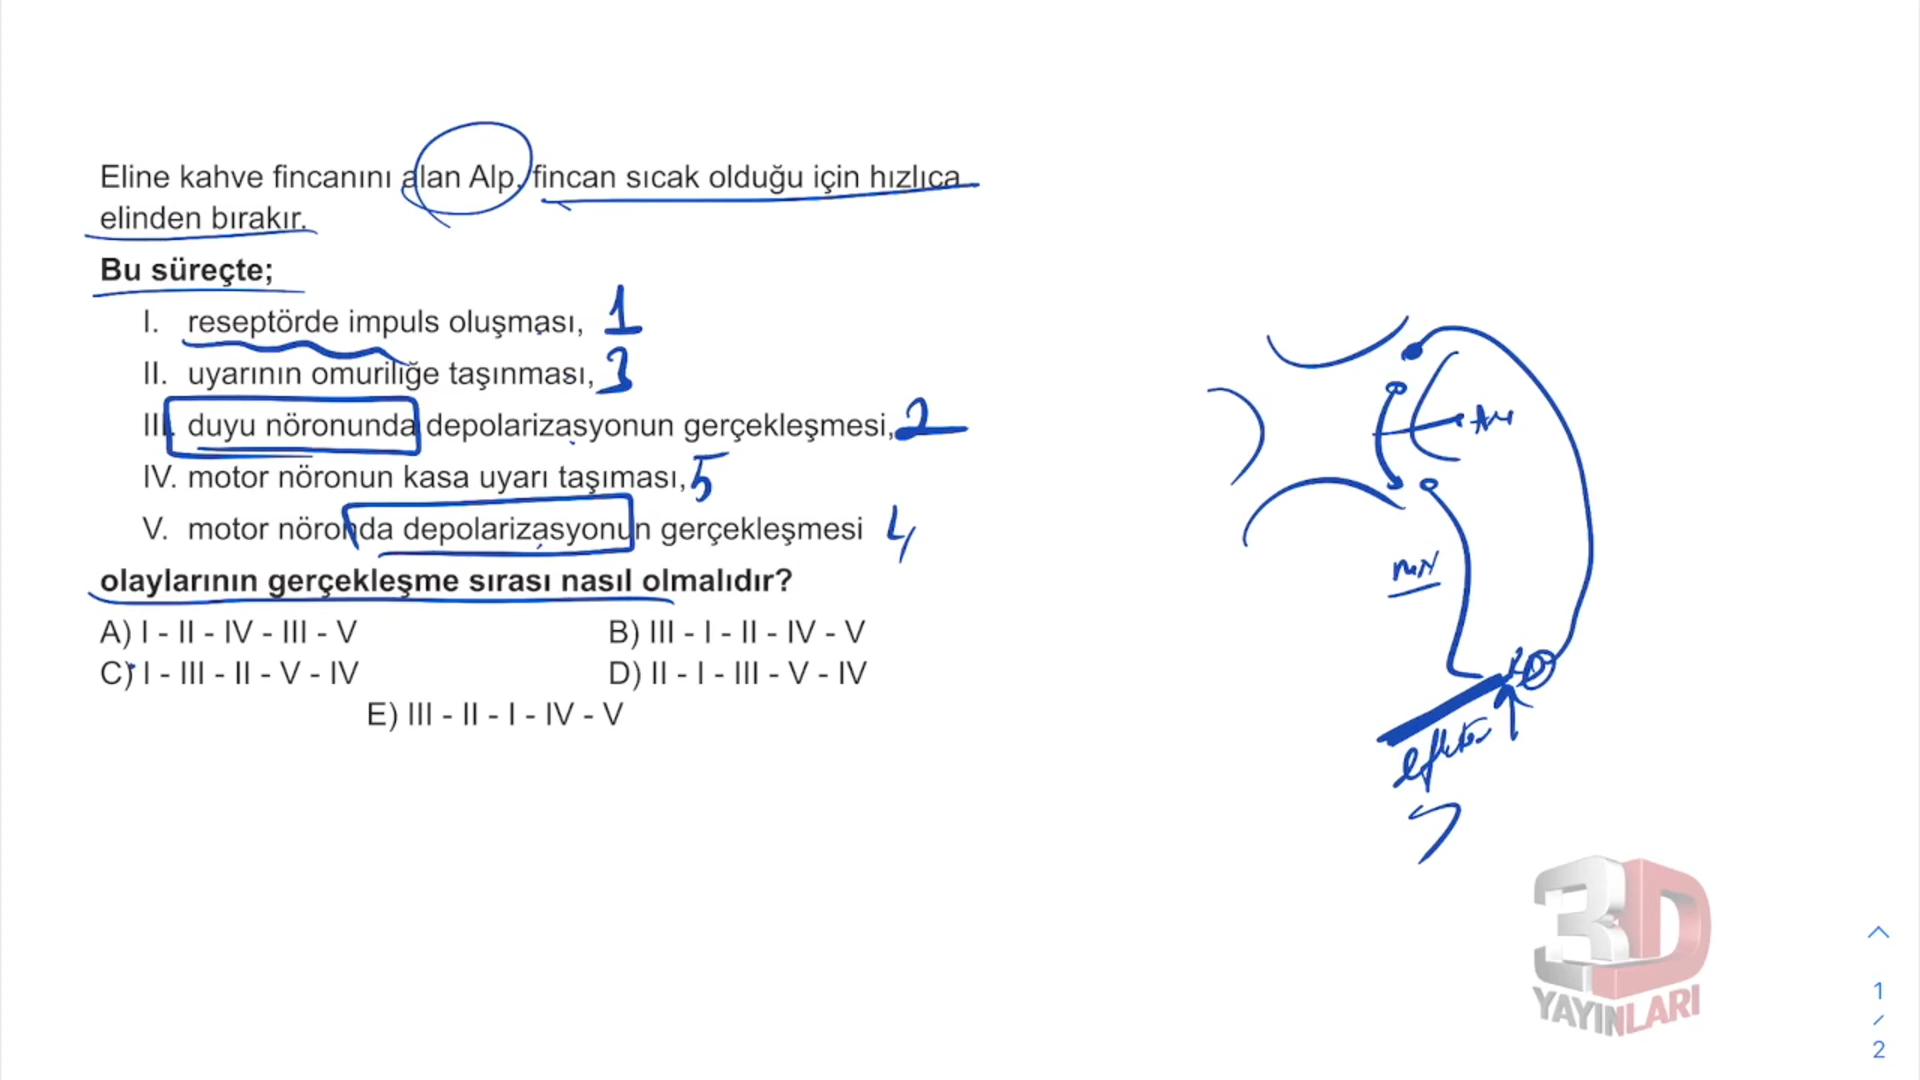 Eline kahve fincanını alan Alp, fincan sıcak olduğu için hızlıca
elinden bırakır.
Bu süreçte;
I. reseptörde impuls oluşması, 1
II. uyarının omuriliğe taşınması, 3
III. duyu nöronunda depolarizasyonun gerçekleşmesi, 2
IV. motor nöronun kasa uyarı taşıması, 5
V. motor nöronda depolarizasyonun gerçekleşmesi 4
olaylarının gerçekleşme sırası nasıl olmalıdır?
A) I - II - IV - III - V B) III - I - II - IV - V
C) I - III - II - V - IV D) II - I - III - V - IV
E) III - II - I - IV - V
MN
efektör
3D
YAYINLARI
1
/
2